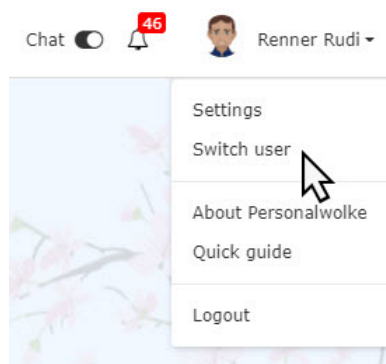 Chat 46 Renner Rudi
Settings
Switch user
About Personalwolke
Quick guide
Logout